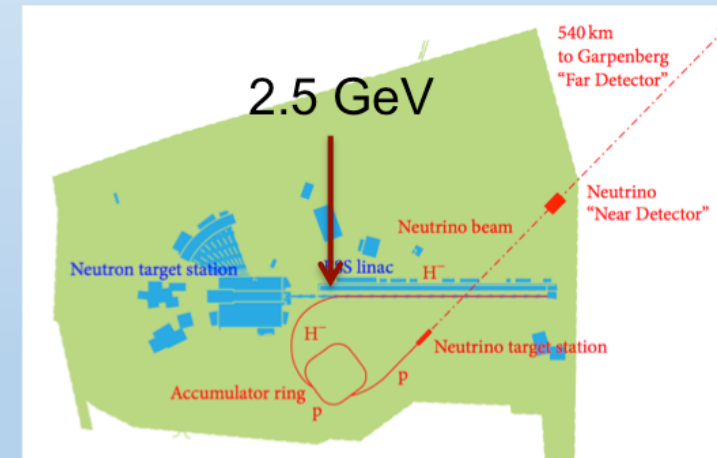 540 km
to Garpenberg
“Far Detector”
2.5 GeV
Neutrino
“Near Detector”
Neutrino beam
Neutron target station
linac
H⁻
H⁻
Neutrino target station
Accumulator ring
p
p